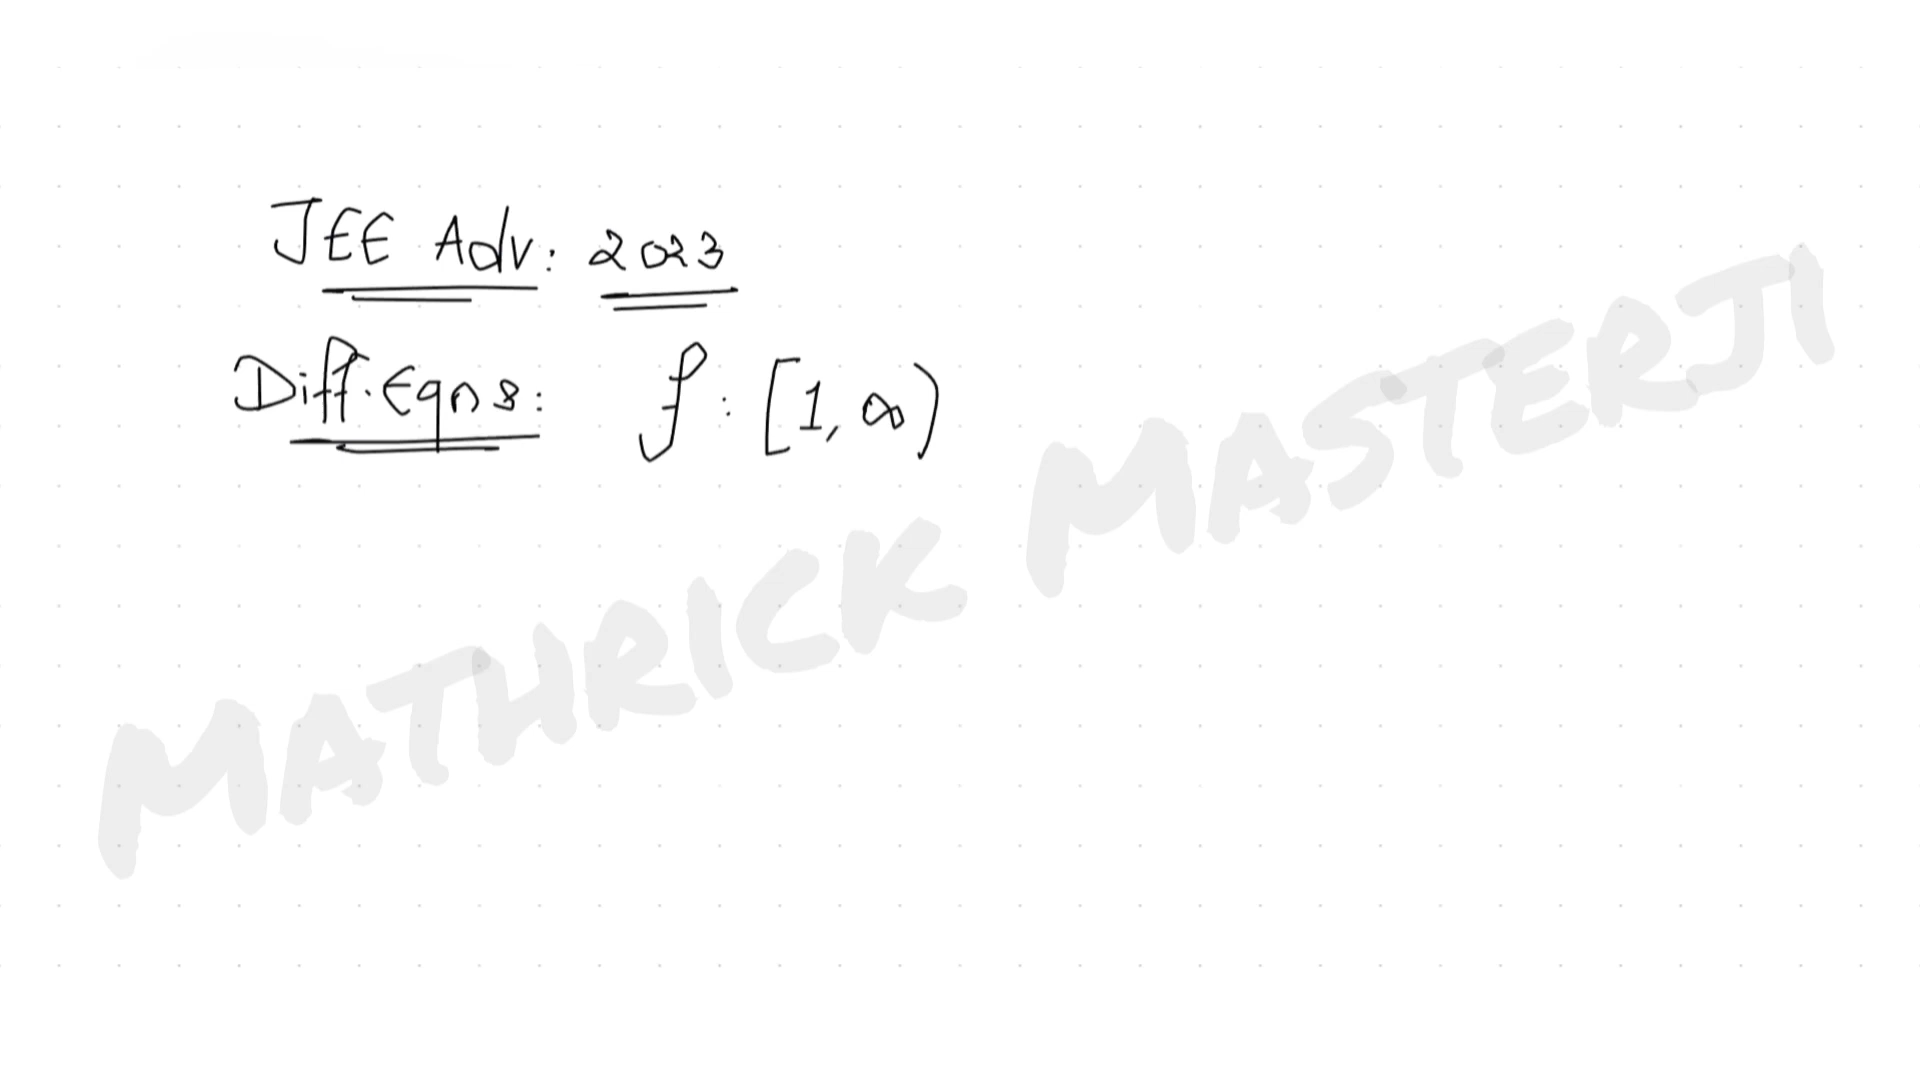 JEE Adv: 2023
Diff. Eqns: f: [1, ∞)
MATHRICK MASTERJI